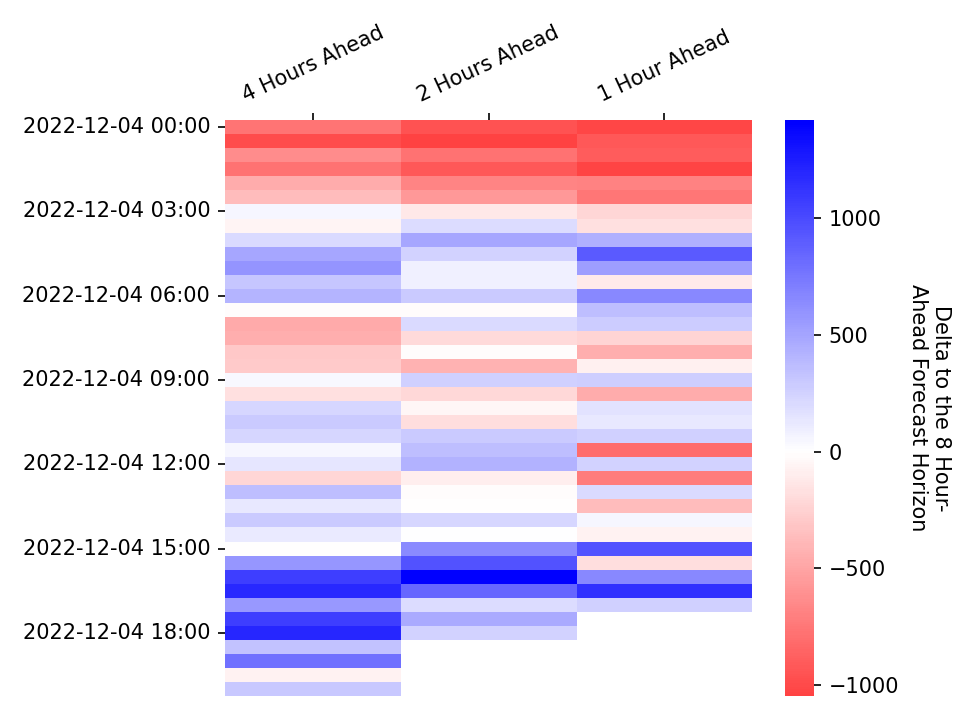 4 Hours Ahead
2 Hours Ahead
1 Hour Ahead
2022-12-04 00:00
2022-12-04 03:00
2022-12-04 06:00
2022-12-04 09:00
2022-12-04 12:00
2022-12-04 15:00
2022-12-04 18:00
1000
500
0
−500
−1000
Delta to the 8 Hour-
Ahead Forecast Horizon